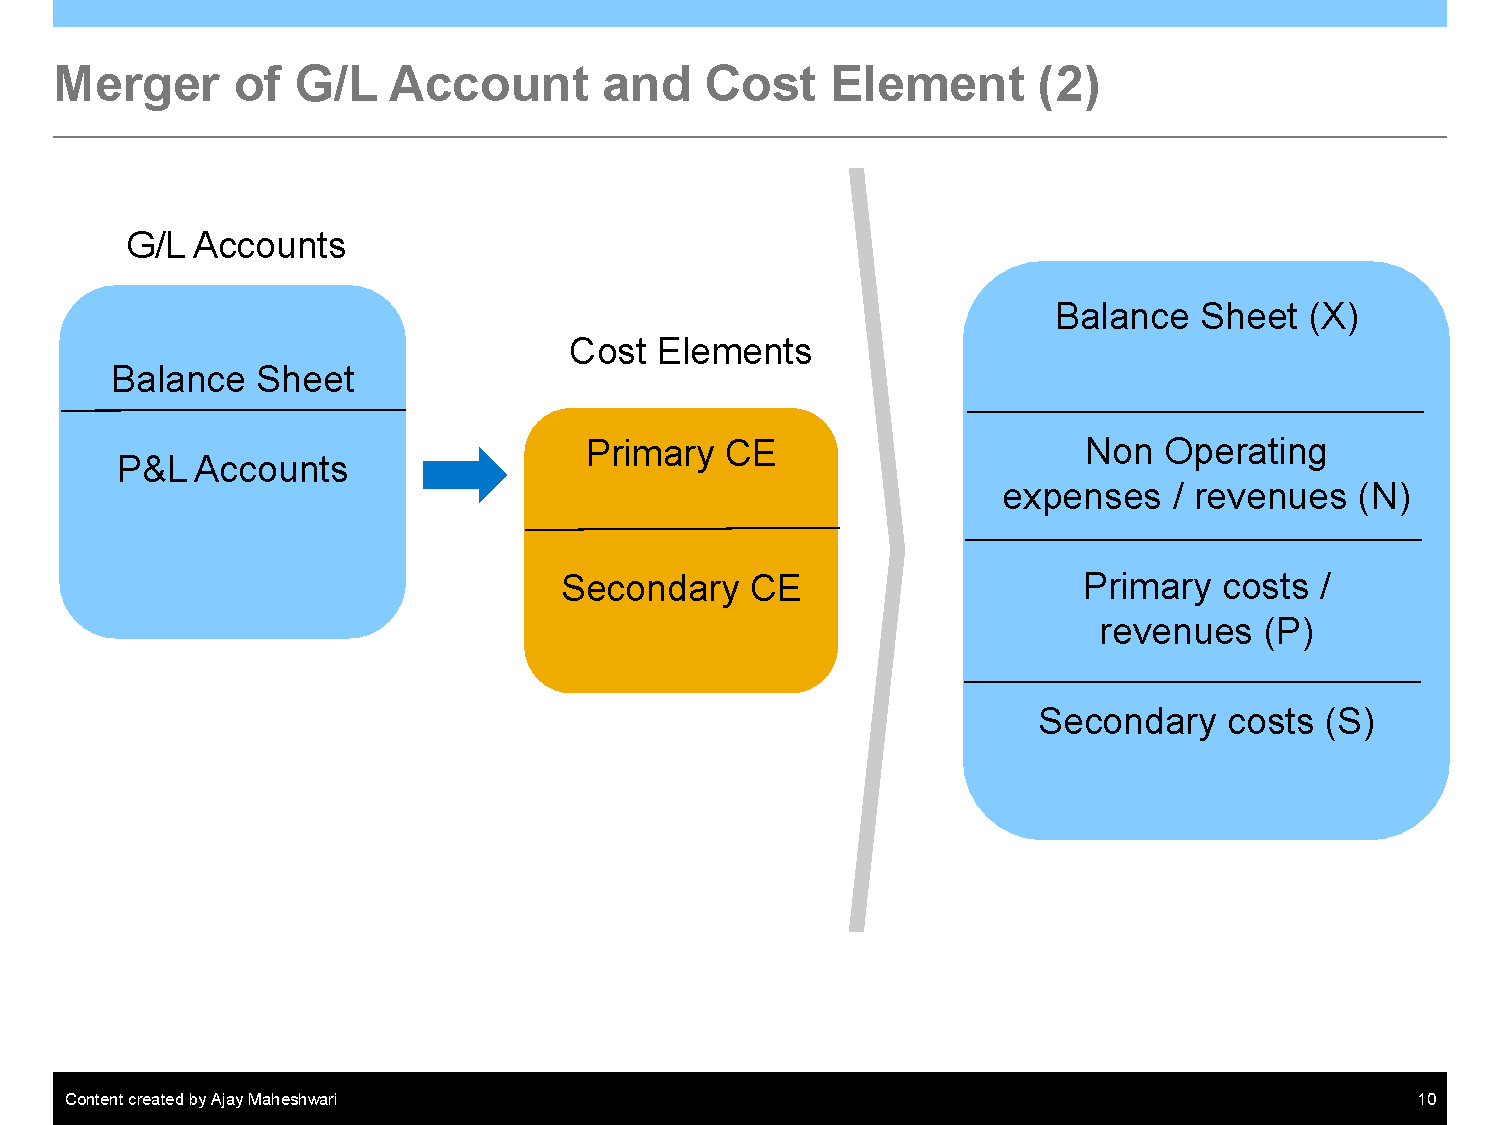 Merger of G/L Account and Cost Element (2)
G/L Accounts
Balance Sheet
P&L Accounts
Cost Elements
Primary CE
Secondary CE
Balance Sheet (X)
Non Operating
expenses / revenues (N)
Primary costs /
revenues (P)
Secondary costs (S)
Content created by Ajay Maheshwari
10